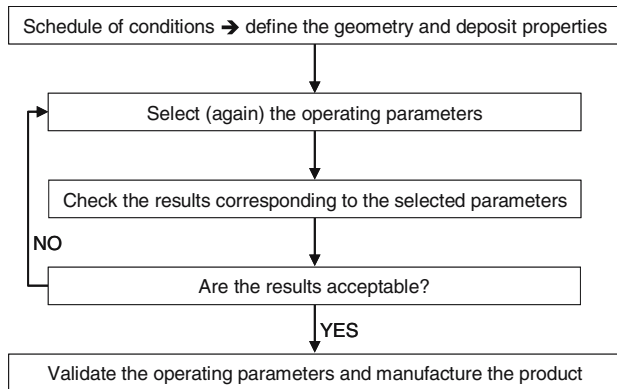 Schedule of conditions ➔ define the geometry and deposit properties
Select (again) the operating parameters
Check the results corresponding to the selected parameters
NO
Are the results acceptable?
YES
Validate the operating parameters and manufacture the product